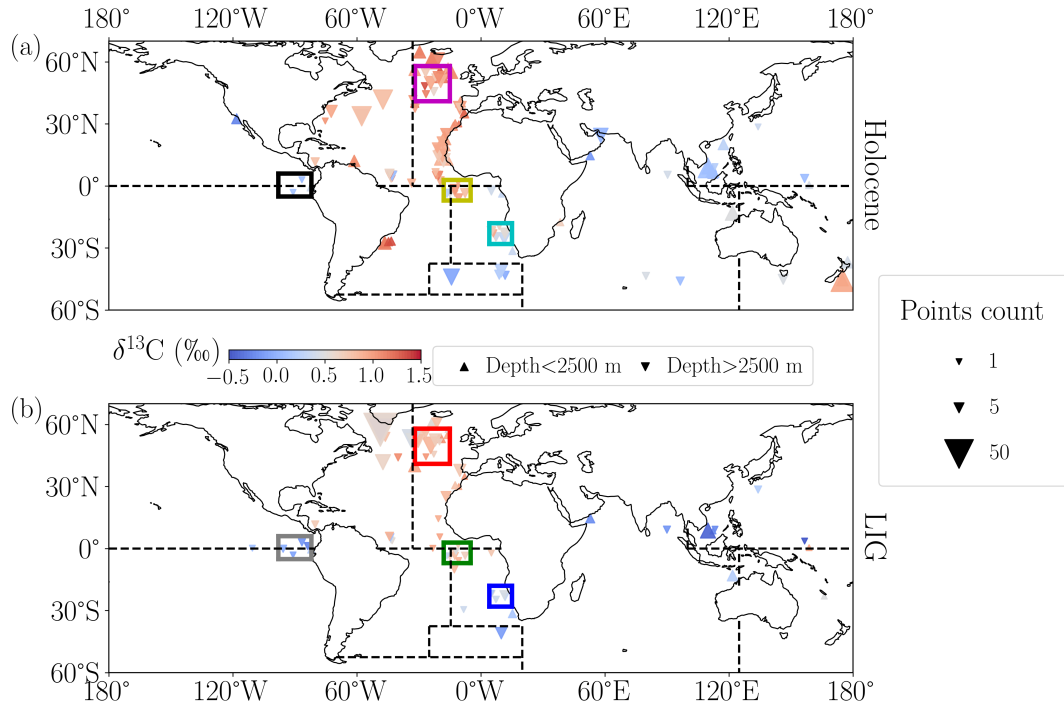 180° 120°W 60°W 0°W 60°E 120°E 180°
(a)
60°N
30°N
0°
30°S
60°S
Holocene
δ¹³C (‰)
−0.5 0.0 0.5 1.0 1.5
Depth<2500 m Depth>2500 m
Points count
1
5
50
(b)
60°N
30°N
0°
30°S
60°S
LIG
180° 120°W 60°W 0°W 60°E 120°E 180°